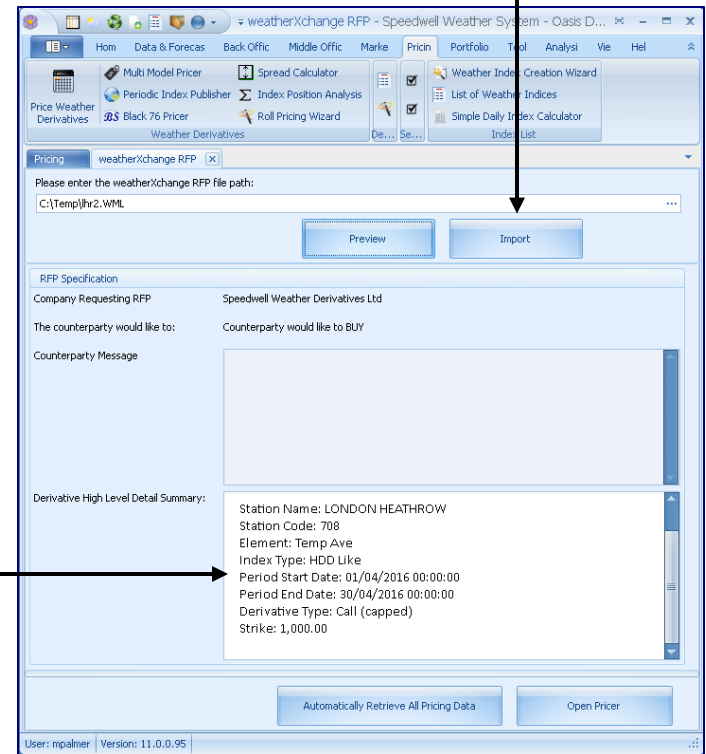 weatherXchange RFP - Speedwell Weather System - Oasis D...
Hom Data & Forecas Back Offic Middle Offic Marke Pricin Portfolio Tool Analysi Vie Hel
Multi Model Pricer Spread Calculator Weather Index Creation Wizard
Periodic Index Publisher Index Position Analysis List of Weather Indices
Price Weather Derivatives BS Black 76 Pricer Roll Pricing Wizard Simple Daily Index Calculator
Weather Derivatives De... Se... Index List
Pricing weatherXchange RFP
Please enter the weatherXchange RFP file path:
C:\Temp\lhr2.WML ...
Preview Import
RFP Specification
Company Requesting RFP Speedwell Weather Derivatives Ltd
The counterparty would like to: Counterparty would like to BUY
Counterparty Message
Derivative High Level Detail Summary:
Station Name: LONDON HEATHROW
Station Code: 708
Element: Temp Ave
Index Type: HDD Like
Period Start Date: 01/04/2016 00:00:00
Period End Date: 30/04/2016 00:00:00
Derivative Type: Call (capped)
Strike: 1,000.00
Automatically Retrieve All Pricing Data Open Pricer
User: mpalmer Version: 11.0.0.95